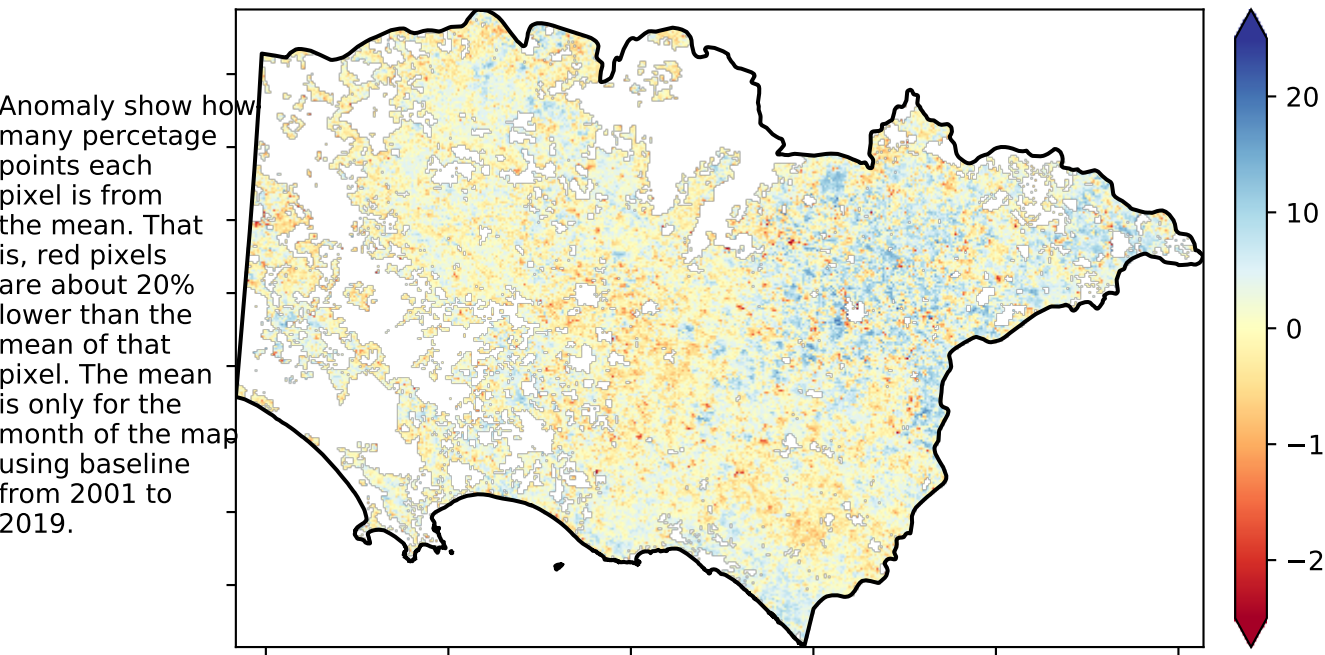 Anomaly show how
many percetage
points each
pixel is from
the mean. That
is, red pixels
are about 20%
lower than the
mean of that
pixel. The mean
is only for the
month of the map
using baseline
from 2001 to
2019.
20
10
0
−1
−2